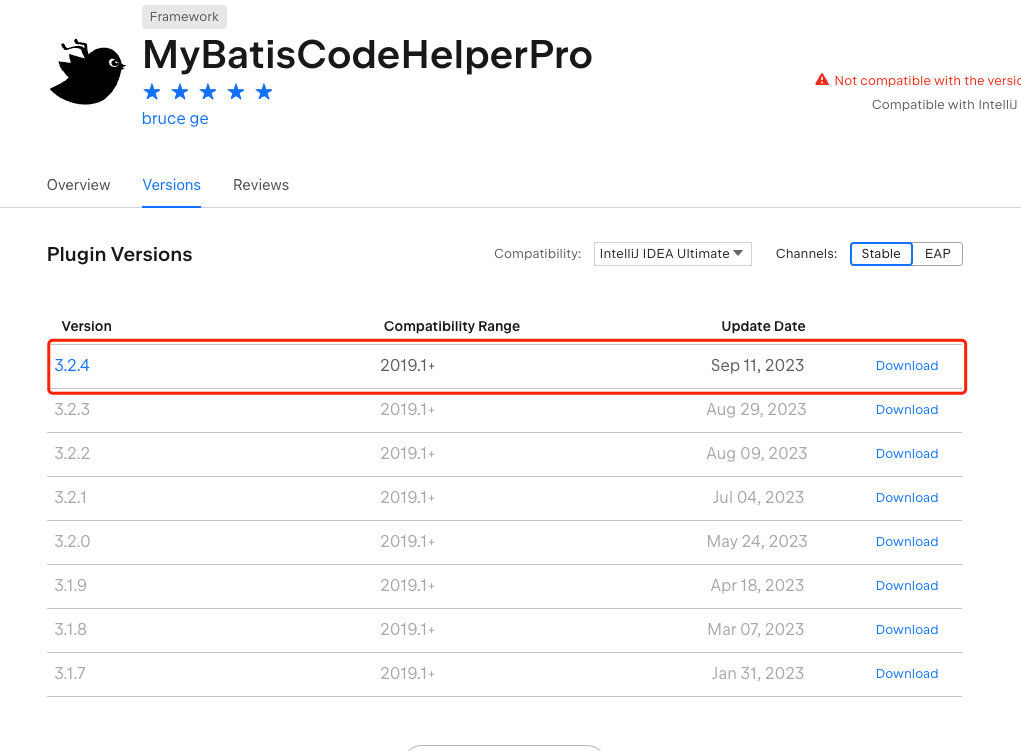 Framework
MyBatisCodeHelperPro
bruce ge
Not compatible with the versio
Compatible with IntelliJ
Overview Versions Reviews
Plugin Versions Compatibility: IntelliJ IDEA Ultimate Channels: Stable EAP
Version Compatibility Range Update Date
3.2.4 2019.1+ Sep 11, 2023 Download
3.2.3 2019.1+ Aug 29, 2023 Download
3.2.2 2019.1+ Aug 09, 2023 Download
3.2.1 2019.1+ Jul 04, 2023 Download
3.2.0 2019.1+ May 24, 2023 Download
3.1.9 2019.1+ Apr 18, 2023 Download
3.1.8 2019.1+ Mar 07, 2023 Download
3.1.7 2019.1+ Jan 31, 2023 Download